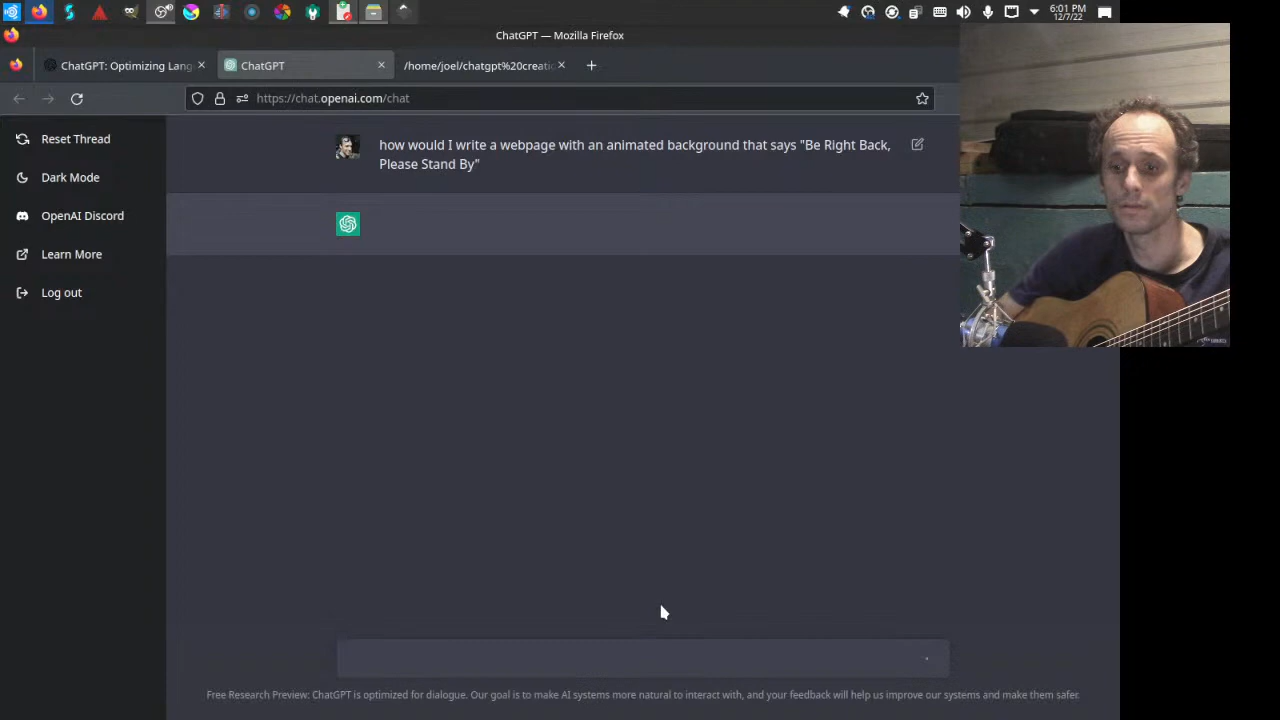 6:01 PM
12/7/22
ChatGPT — Mozilla Firefox
ChatGPT: Optimizing Lang
ChatGPT
/home/joel/chatgpt%20creatic
https://chat.openai.com/chat
Reset Thread
Dark Mode
OpenAI Discord
Learn More
Log out
how would I write a webpage with an animated background that says "Be Right Back,
Please Stand By"
Free Research Preview: ChatGPT is optimized for dialogue. Our goal is to make AI systems more natural to interact with, and your feedback will help us improve our systems and make them safer.